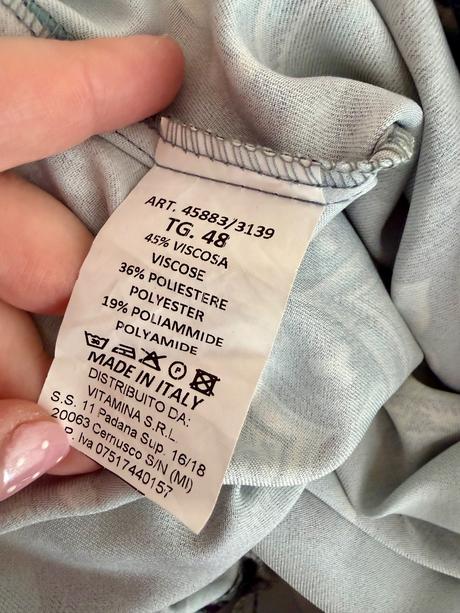 ART. 45883/3139
TG. 48
45% VISCOSA
VISCOSE
36% POLIESTERE
POLYESTER
19% POLIAMMIDE
POLYAMIDE
P
MADE IN ITALY
DISTRIBUITO DA:
VITAMINA S.R.L.
S.S. 11 Padana Sup. 16/18
20063 Cernusco S/N (MI)
P. Iva 07517440157